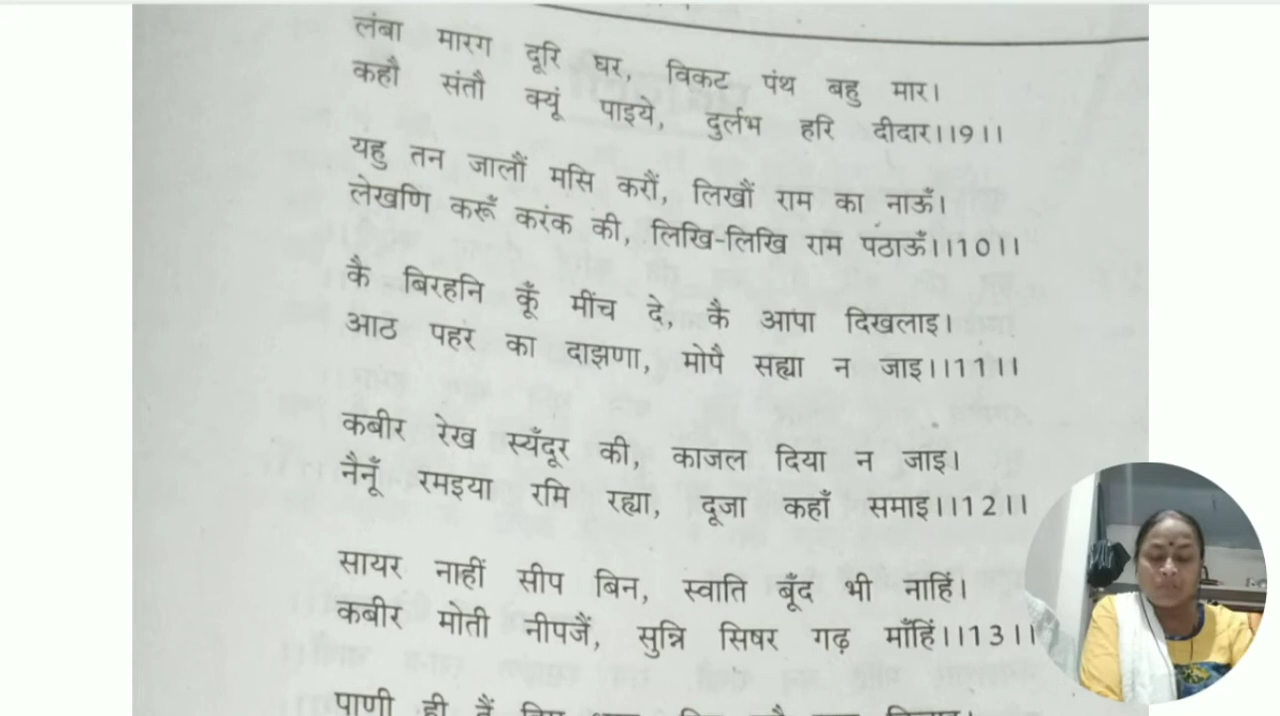 लंबा मारग दूरि घर, विकट पंथ बहु मार।
कहौ संतौ क्यूं पाइये, दुर्लभ हरि दीदार।।9।।
यहु तन जालौं मसि करौं, लिखौं राम का नाऊँ।
लेखणि करूँ करंक की, लिखि-लिखि राम पठाऊँ।।10।।
कै बिरहनि कूँ मींच दे, कै आपा दिखलाइ।
आठ पहर का दाझणा, मोपै सह्या न जाइ।।11।।
कबीर रेख स्यँदूर की, काजल दिया न जाइ।
नैनूँ रमइया रमि रह्या, दूजा कहाँ समाइ।।12।।
सायर नाहीं सीप बिन, स्वाति बूँद भी नाहिं।
कबीर मोती नीपजैं, सुन्नि सिषर गढ़ माँहिं।।13।।
पाणी ही तैं